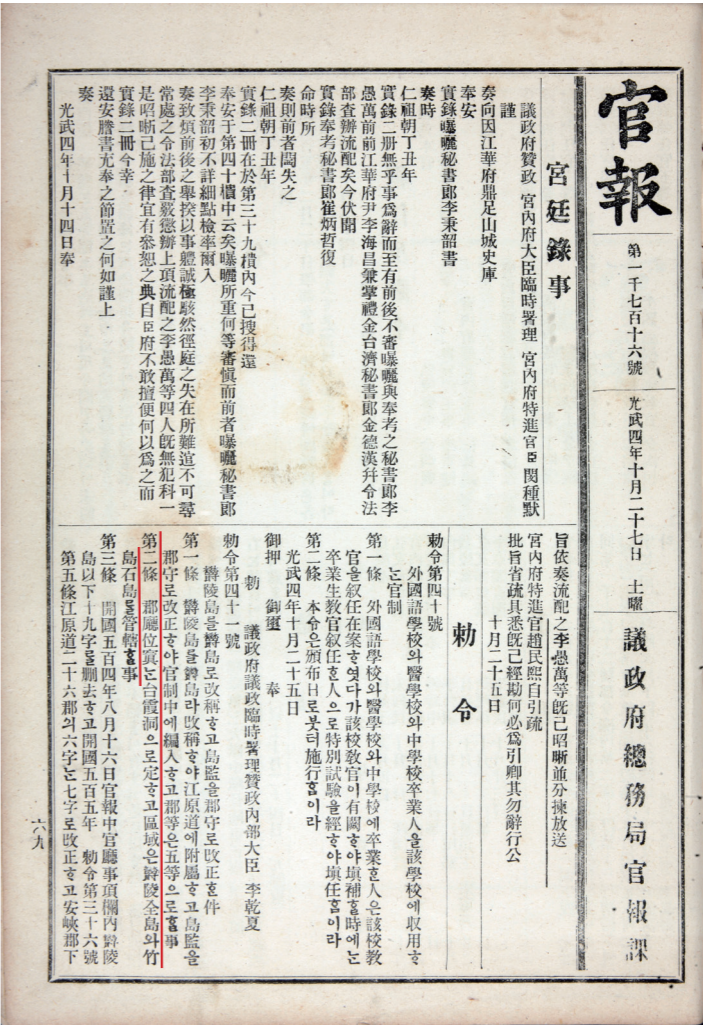 官報
第一千七百十六號
光武四年十月二十七日 土曜
議政府總務局官報課
宮廷錄事
議政府贊政 宮內府大臣臨時署理 宮內府特進官臣 閔種默
謹
奏向因江華府鼎足山城史庫
奉安
實錄曝曬秘書郎李秉韶書
奏時
仁祖朝丁丑年
實錄二册無乎事爲辭而至有前後不審曝曬與奉考之秘書郎李
愚萬前前江華府尹李海昌兼掌禮金台濟秘書郎金德漢幷令法
部査辦流配矣今伏聞
實錄奉考秘書郎崔炳哲復
命時所
奏則前者閪失之
仁祖朝丁丑年
實錄二冊在於第三十九樻內今已搜得還
奉安于第四十樻中云矣曝曬所重何等審愼而前者曝曬秘書郎
李秉韶初不詳細點檢率爾入
奏致煩前後之擧揆以事軆誠極駭然徑庭之失在所難逭不可尋
常處之令法部査覈懲辦上項流配之李愚萬等四人旣無犯科一
是昭晣已施之律宜有叅恕之典自臣府不敢擅便何以爲之而
實錄二冊今幸
還安謄書尤奉之節置之何如謹上
奏
光武四年十月十四日奉
旨依奏流配之李愚萬等旣已昭晣並分揀放送
宮內府特進官趙民熙自引疏
批旨省疏具悉旣已經勘何必爲引卿其勿辭行公
十月二十五日
勅令
勅令第四十號
外國語學校와醫學校와中學校卒業人을該學校에收用ᄒᆞ
ᄂᆞᆫ官制
第一條 外國語學校와醫學校와中學校에卒業ᄒᆞᆫ人은該校敎
官을叙任在案ᄒᆞ엿다가該校敎官이有闕ᄒᆞ야塡補ᄒᆞᆯ時에ᄂᆞᆫ
卒業生敎官叙任ᄒᆞᆫ人으로特別試驗을經ᄒᆞ야塡任홈이라
第二條 本令은頒布日로붓터施行홈이라
光武四年十月二十五日
御押 御璽 奉
勅 議政府議政臨時署理贊政內部大臣 李乾夏
勅令第四十一號
鬱陵島를鬱島로改稱ᄒᆞ고島監을郡守로改正ᄒᆞᆫ件
第一條 鬱陵島를鬱島라改稱ᄒᆞ야江原道에附屬ᄒᆞ고島監을
郡守로改正ᄒᆞ야官制中에編入ᄒᆞ고郡等은五等으로홀事
第二條 郡廳位寘ᄂᆞᆫ台霞洞으로定ᄒᆞ고區域은鬱陵全島와竹
島石島를管轄홀事
第三條 開國五百四年八月十六日官報中官廳事項欄內鬱陵
島以下十九字를刪去ᄒᆞ고開國五百五年 勅令第三十六號
第五條江原道二十六郡의六字ᄂᆞᆫ七字로改正ᄒᆞ고安峽郡下
六九